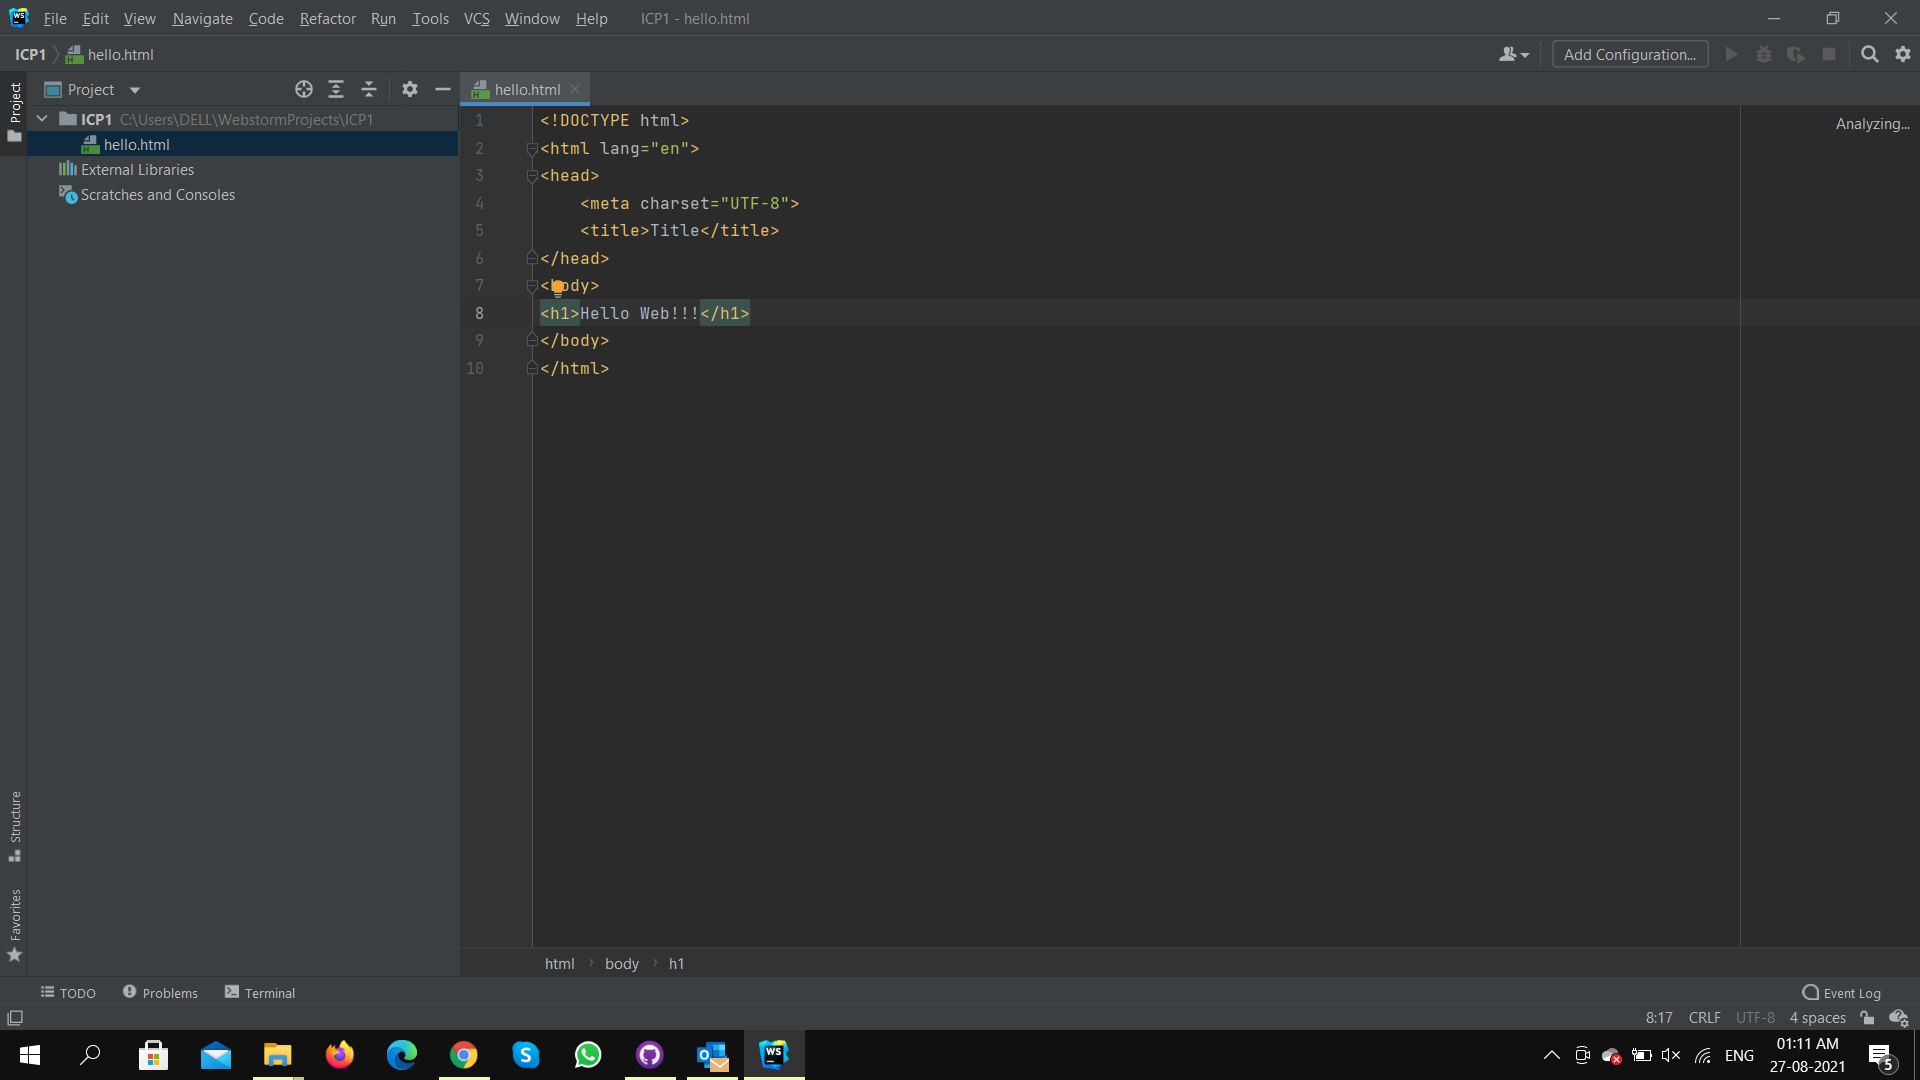 File Edit View Navigate Code Refactor Run Tools VCS Window Help ICP1 - hello.html
ICP1 hello.html Add Configuration...
Project
Project
hello.html
ICP1 C:\Users\DELL\WebstormProjects\ICP1
hello.html
External Libraries
Scratches and Consoles
Analyzing...
1 <!DOCTYPE html>
2 <html lang="en">
3 <head>
4 <meta charset="UTF-8">
5 <title>Title</title>
6 </head>
7 <body>
8 <h1>Hello Web!!!</h1>
9 </body>
10 </html>
Structure
Favorites
html › body › h1
TODO Problems Terminal Event Log
8:17 CRLF UTF-8 4 spaces
ENG 01:11 AM
27-08-2021
5